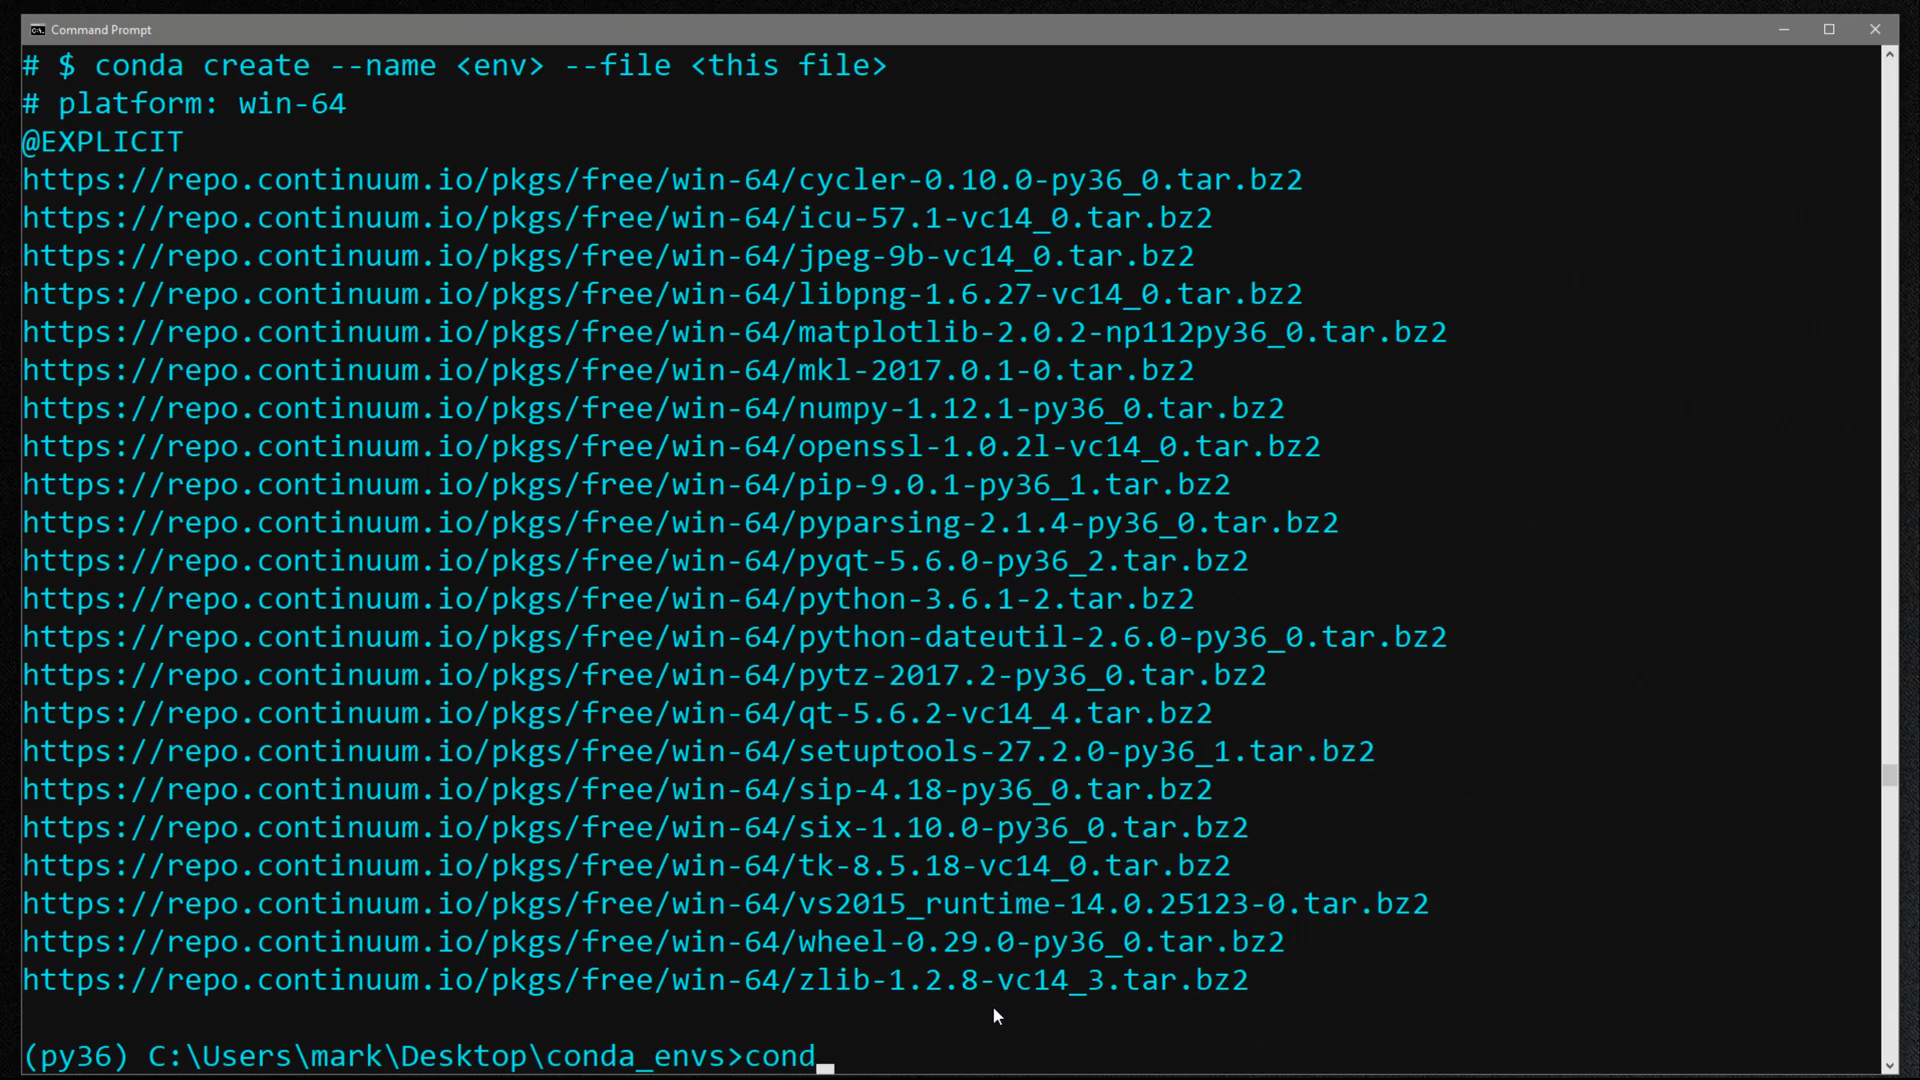 Command Prompt
# $ conda create --name <env> --file <this file>
# platform: win-64
@EXPLICIT
https://repo.continuum.io/pkgs/free/win-64/cycler-0.10.0-py36_0.tar.bz2
https://repo.continuum.io/pkgs/free/win-64/icu-57.1-vc14_0.tar.bz2
https://repo.continuum.io/pkgs/free/win-64/jpeg-9b-vc14_0.tar.bz2
https://repo.continuum.io/pkgs/free/win-64/libpng-1.6.27-vc14_0.tar.bz2
https://repo.continuum.io/pkgs/free/win-64/matplotlib-2.0.2-np112py36_0.tar.bz2
https://repo.continuum.io/pkgs/free/win-64/mkl-2017.0.1-0.tar.bz2
https://repo.continuum.io/pkgs/free/win-64/numpy-1.12.1-py36_0.tar.bz2
https://repo.continuum.io/pkgs/free/win-64/openssl-1.0.2l-vc14_0.tar.bz2
https://repo.continuum.io/pkgs/free/win-64/pip-9.0.1-py36_1.tar.bz2
https://repo.continuum.io/pkgs/free/win-64/pyparsing-2.1.4-py36_0.tar.bz2
https://repo.continuum.io/pkgs/free/win-64/pyqt-5.6.0-py36_2.tar.bz2
https://repo.continuum.io/pkgs/free/win-64/python-3.6.1-2.tar.bz2
https://repo.continuum.io/pkgs/free/win-64/python-dateutil-2.6.0-py36_0.tar.bz2
https://repo.continuum.io/pkgs/free/win-64/pytz-2017.2-py36_0.tar.bz2
https://repo.continuum.io/pkgs/free/win-64/qt-5.6.2-vc14_4.tar.bz2
https://repo.continuum.io/pkgs/free/win-64/setuptools-27.2.0-py36_1.tar.bz2
https://repo.continuum.io/pkgs/free/win-64/sip-4.18-py36_0.tar.bz2
https://repo.continuum.io/pkgs/free/win-64/six-1.10.0-py36_0.tar.bz2
https://repo.continuum.io/pkgs/free/win-64/tk-8.5.18-vc14_0.tar.bz2
https://repo.continuum.io/pkgs/free/win-64/vs2015_runtime-14.0.25123-0.tar.bz2
https://repo.continuum.io/pkgs/free/win-64/wheel-0.29.0-py36_0.tar.bz2
https://repo.continuum.io/pkgs/free/win-64/zlib-1.2.8-vc14_3.tar.bz2
(py36) C:\Users\mark\Desktop\conda_envs>cond